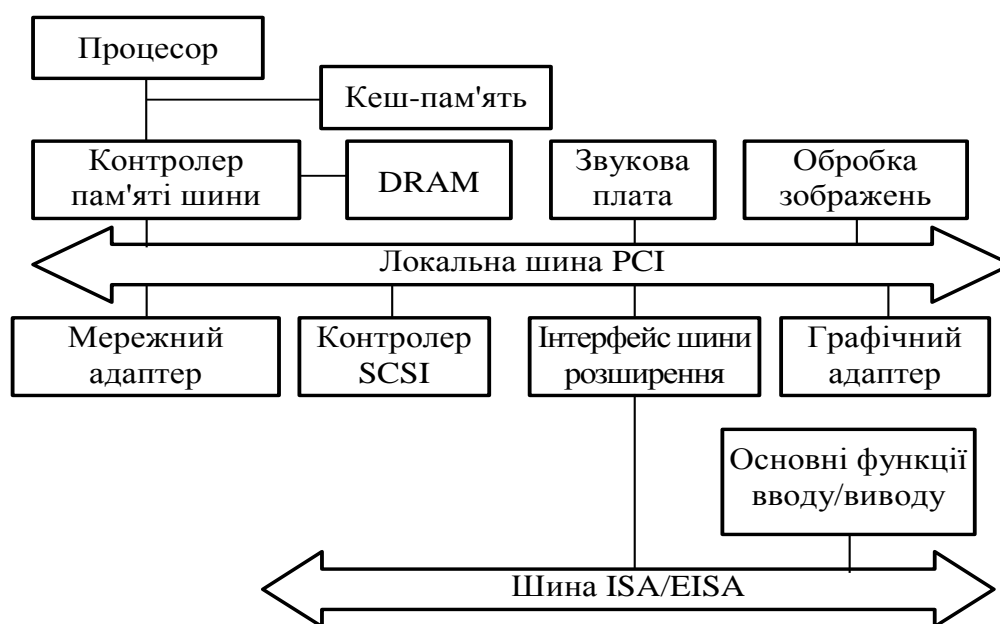 Процесор
Кеш-пам'ять
Контролер
пам'яті шини
DRAM
Звукова
плата
Обробка
зображень
Локальна шина PCI
Мережний
адаптер
Контролер
SCSI
Інтерфейс шини
розширення
Графічний
адаптер
Основні функції
вводу/виводу
Шина ISA/EISA